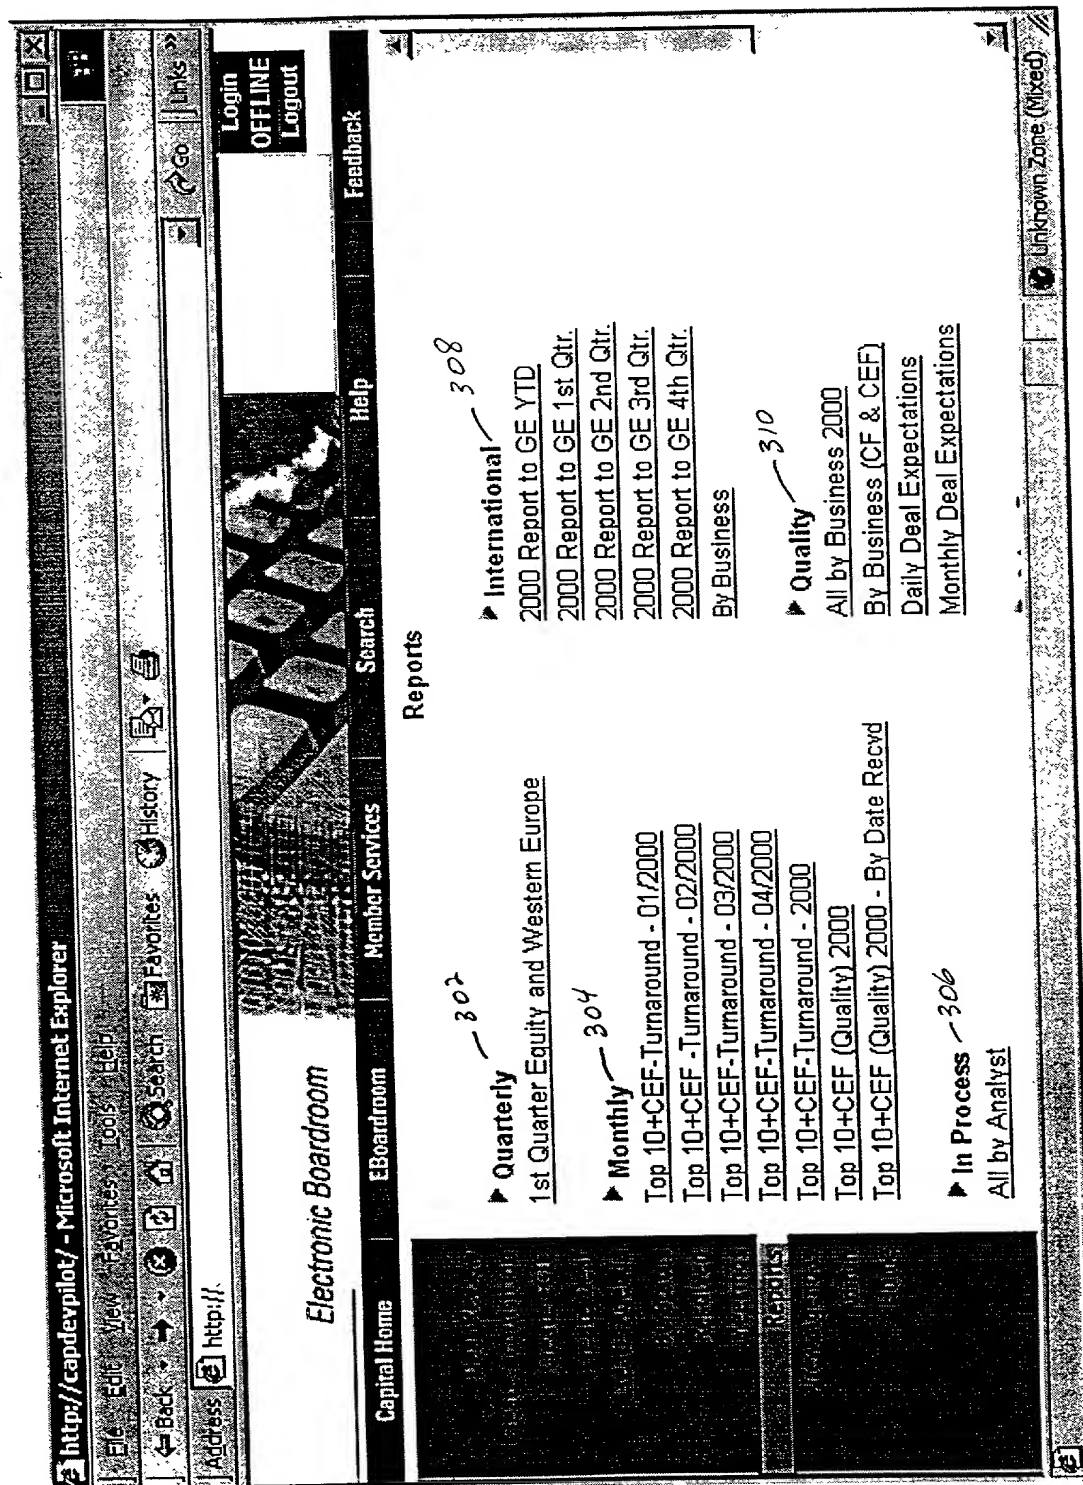 http://capdevpilot/ - Microsoft Internet Explorer
File Edit View Favorites Tools Help
Back Search Favorites History
Address http://. Go Links »
Electronic Boardroom
Login
OFFLINE
Logout
Capital Home EBoardroom Member Services Search Help Feedback
Reports
Reports
Quarterly 302
1st Quarter Equity and Western Europe
Monthly 304
Top 10+CEF-Turnaround - 01/2000
Top 10+CEF -Turnaround - 02/2000
Top 10+CEF-Turnaround - 03/2000
Top 10+CEF-Turnaround - 04/2000
Top 10+CEF-Turnaround - 2000
Top 10+CEF (Quality) 2000
Top 10+CEF (Quality) 2000 - By Date Recvd
In Process 306
All by Analyst
International 308
2000 Report to GE YTD
2000 Report to GE 1st Qtr.
2000 Report to GE 2nd Qtr.
2000 Report to GE 3rd Qtr.
2000 Report to GE 4th Qtr.
By Business
Quality 310
All by Business 2000
By Business (CF & CEF)
Daily Deal Expectations
Monthly Deal Expectations
Unknown Zone (Mixed)